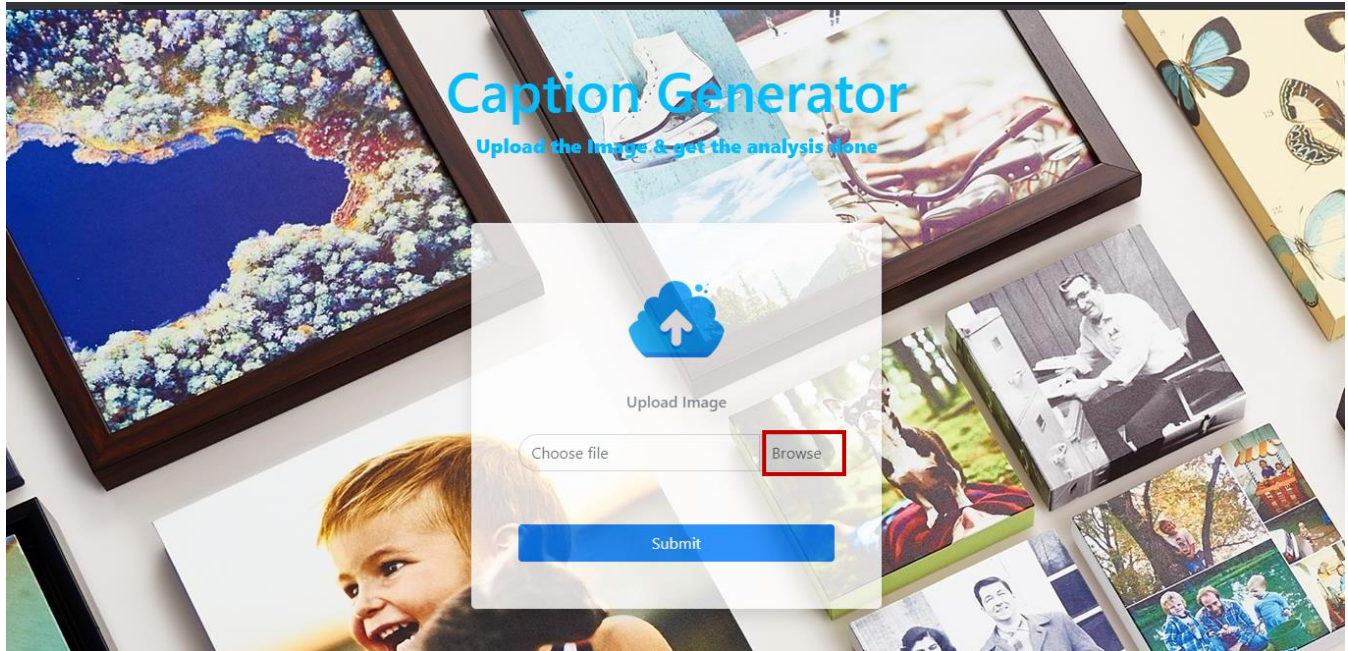 Caption Generator
Upload the Image & get the analysis done
Upload Image
Choose file
Browse
Submit